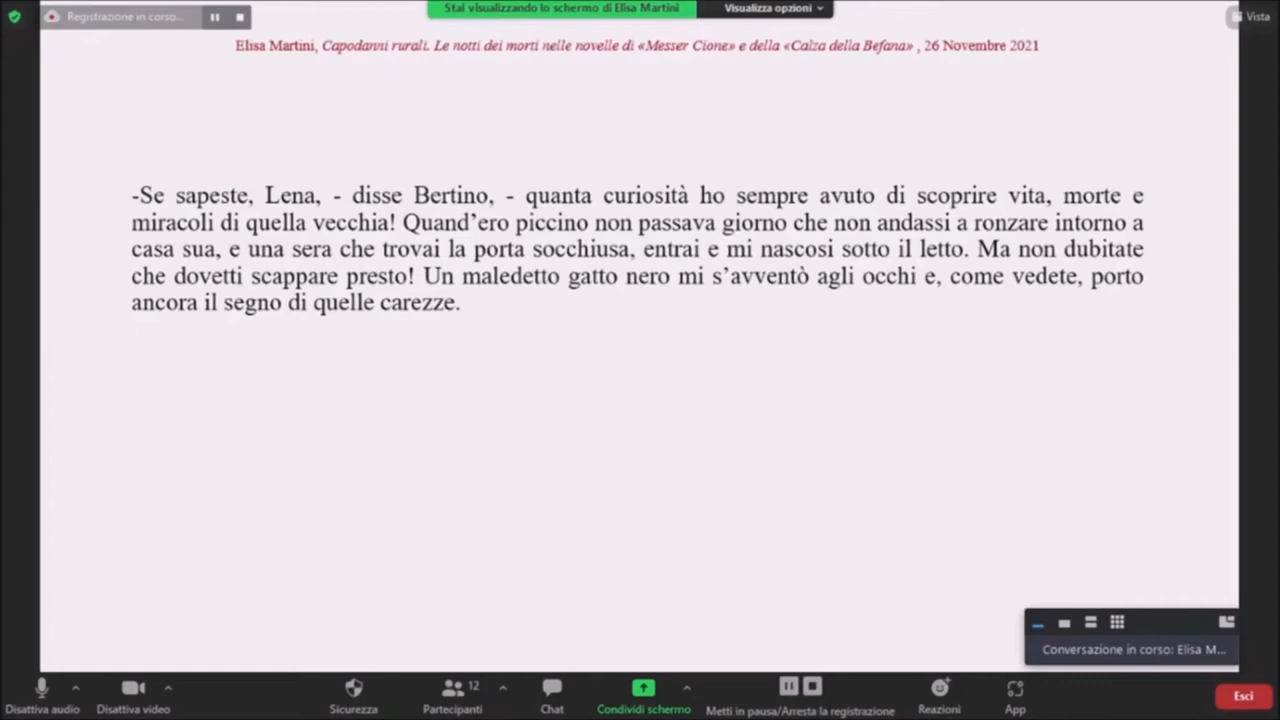 Registrazione in corso...
Stai visualizzando lo schermo di Elisa Martini
Visualizza opzioni
Vista
Elisa Martini, Capodanni rurali. Le notti dei morti nelle novelle di «Messer Cione» e della «Calza della Befana» , 26 Novembre 2021
-Se sapeste, Lena, - disse Bertino, - quanta curiosità ho sempre avuto di scoprire vita, morte e
miracoli di quella vecchia! Quand’ero piccino non passava giorno che non andassi a ronzare intorno a
casa sua, e una sera che trovai la porta socchiusa, entrai e mi nascosi sotto il letto. Ma non dubitate
che dovetti scappare presto! Un maledetto gatto nero mi s’avventò agli occhi e, come vedete, porto
ancora il segno di quelle carezze.
Conversazione in corso: Elisa M...
Disattiva audio
Disattiva video
Sicurezza
12
Partecipanti
Chat
Condividi schermo
Metti in pausa/Arresta la registrazione
Reazioni
App
Esci